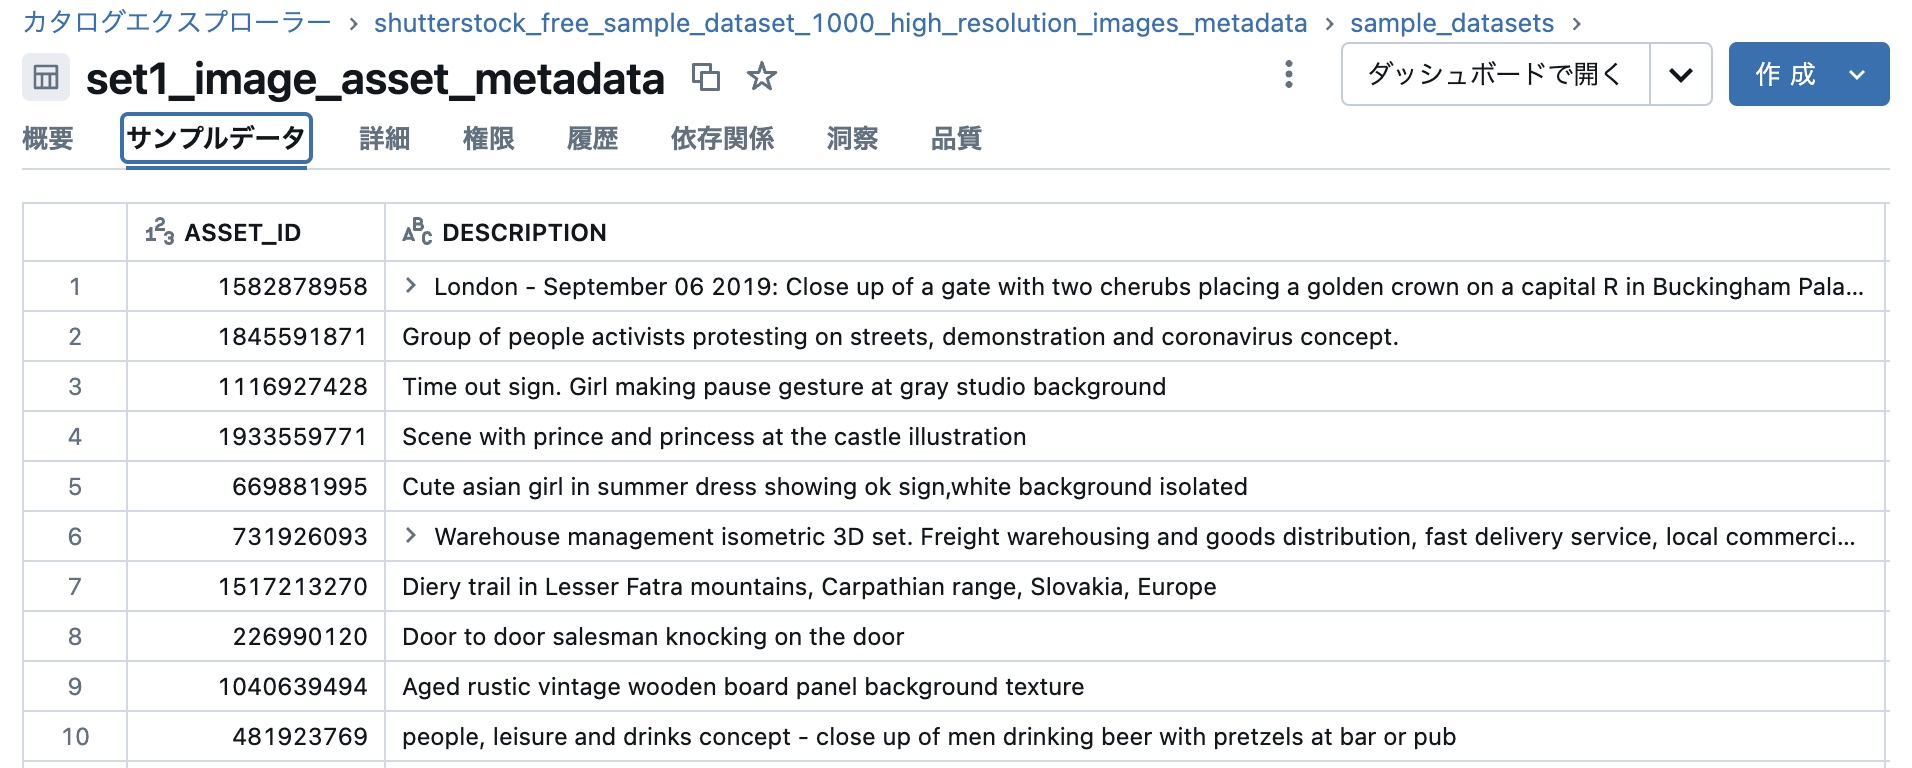 カタログエクスプローラー > shutterstock_free_sample_dataset_1000_high_resolution_images_metadata > sample_datasets >
set1_image_asset_metadata
ダッシュボードで開く
作成
概要 サンプルデータ 詳細 権限 履歴 依存関係 洞察 品質
123 ASSET_ID ABC DESCRIPTION
1 1582878958 > London - September 06 2019: Close up of a gate with two cherubs placing a golden crown on a capital R in Buckingham Pala...
2 1845591871 Group of people activists protesting on streets, demonstration and coronavirus concept.
3 1116927428 Time out sign. Girl making pause gesture at gray studio background
4 1933559771 Scene with prince and princess at the castle illustration
5 669881995 Cute asian girl in summer dress showing ok sign,white background isolated
6 731926093 > Warehouse management isometric 3D set. Freight warehousing and goods distribution, fast delivery service, local commerci...
7 1517213270 Diery trail in Lesser Fatra mountains, Carpathian range, Slovakia, Europe
8 226990120 Door to door salesman knocking on the door
9 1040639494 Aged rustic vintage wooden board panel background texture
10 481923769 people, leisure and drinks concept - close up of men drinking beer with pretzels at bar or pub